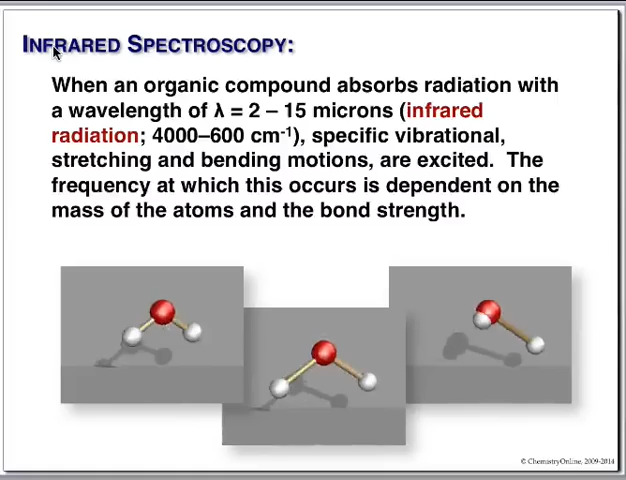 INFRARED SPECTROSCOPY:
When an organic compound absorbs radiation with
a wavelength of λ = 2 – 15 microns (infrared
radiation; 4000–600 cm⁻¹), specific vibrational,
stretching and bending motions, are excited.  The
frequency at which this occurs is dependent on the
mass of the atoms and the bond strength.
© ChemistryOnline, 2009-2014